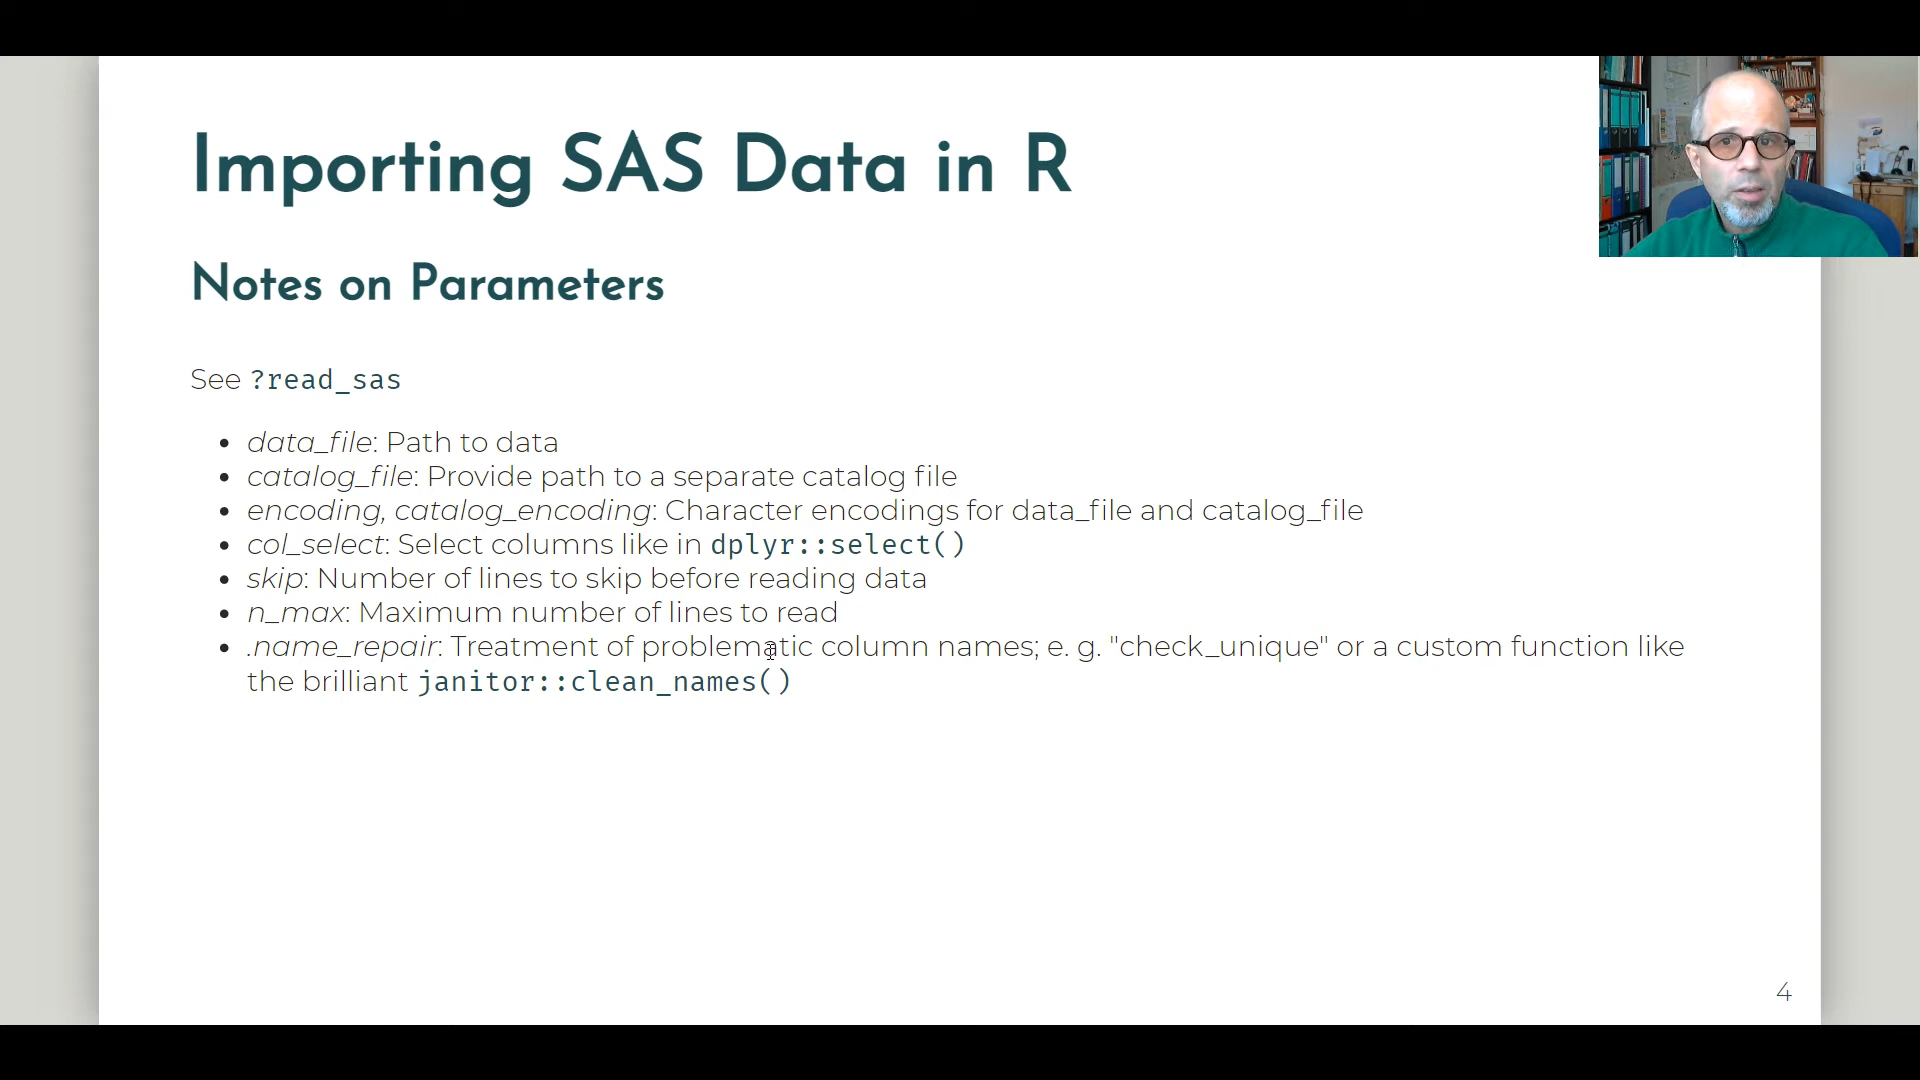 Importing SAS Data in R
Notes on Parameters
See ?read_sas
• data_file: Path to data
• catalog_file: Provide path to a separate catalog file
• encoding, catalog_encoding: Character encodings for data_file and catalog_file
• col_select: Select columns like in dplyr::select()
• skip: Number of lines to skip before reading data
• n_max: Maximum number of lines to read
• .name_repair: Treatment of problematic column names; e. g. "check_unique" or a custom function like
the brilliant janitor::clean_names()
4